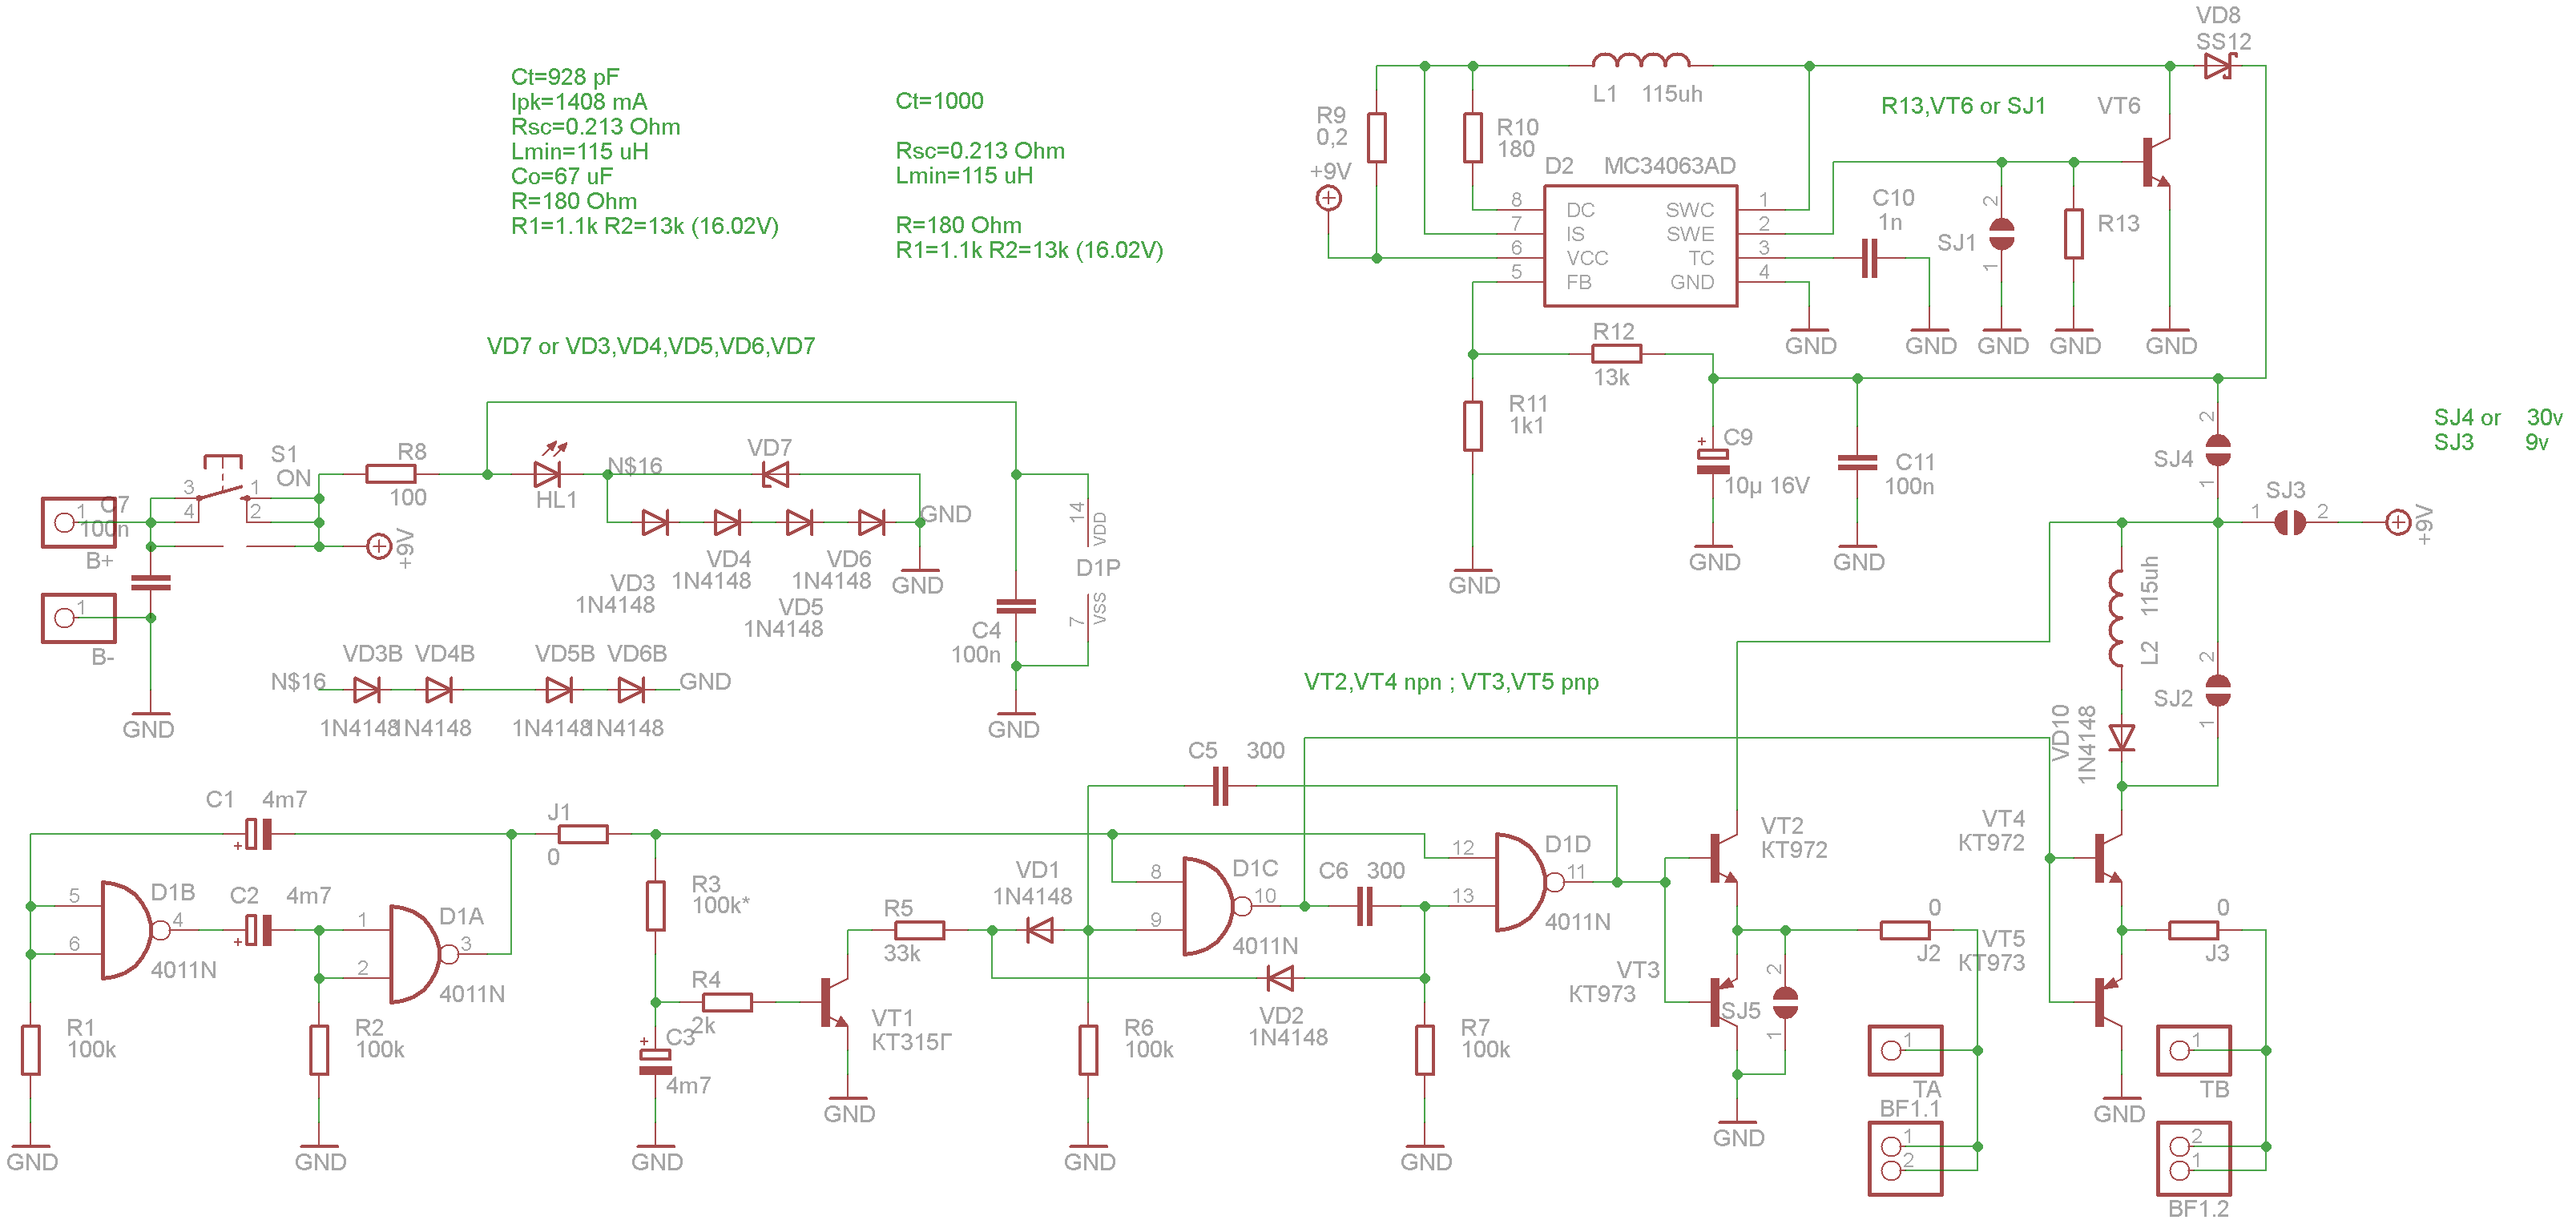 Ct=928 pF
Ipk=1408 mA
Rsc=0.213 Ohm
Lmin=115 uH
Co=67 uF
R=180 Ohm
R1=1.1k R2=13k (16.02V)
Ct=1000
Rsc=0.213 Ohm
Lmin=115 uH
R=180 Ohm
R1=1.1k R2=13k (16.02V)
VD8
SS12
L1 115uh
R13,VT6 or SJ1
VT6
R9
0,2
+9V
R10
180
D2 MC34063AD
8 DC SWC 1
7 IS SWE 2
6 VCC TC 3
5 FB GND 4
C10
1n
2
SJ1
1
R13
GND
GND
GND
GND
GND
R12
13k
R11
1k1
GND
+
C9
10µ 16V
GND
C11
100n
GND
2
SJ4
1
SJ4 or 30v
SJ3 9v
SJ3
1 2
+9V
VD7 or VD3,VD4,VD5,VD6,VD7
S1
ON
3 1
4 2
C7
100n
1
B+
1
B-
GND
+9V
R8
100
HL1
N$16
VD7
GND
VD3
1N4148
VD4
1N4148
VD5
1N4148
VD6
1N4148
GND
C4
100n
GND
14
VDD
D1P
7
VSS
N$16
VD3B
VD4B
VD5B
VD6B
GND
1N4148
1N4148
1N4148
1N4148
115uh
L2
2
SJ2
1
VD10
1N4148
VT2,VT4 npn ; VT3,VT5 pnp
C1 4m7
+
5
6
D1B
4
4011N
C2 4m7
+
1
2
D1A
3
4011N
R1
100k
GND
R2
100k
GND
J1
0
R3
100k*
R4
2k
+
C3
4m7
GND
VT1
КТ315Г
GND
R5
33k
VD1
1N4148
C5 300
8
9
D1C
10
4011N
VD2
1N4148
R6
100k
GND
C6 300
12
13
D1D
11
4011N
R7
100k
GND
VT2
КТ972
VT3
КТ973
2
SJ5
1
GND
0
J2
1
TA
BF1.1
1
2
VT4
КТ972
VT5
КТ973
GND
0
J3
1
TB
2
1
BF1.2